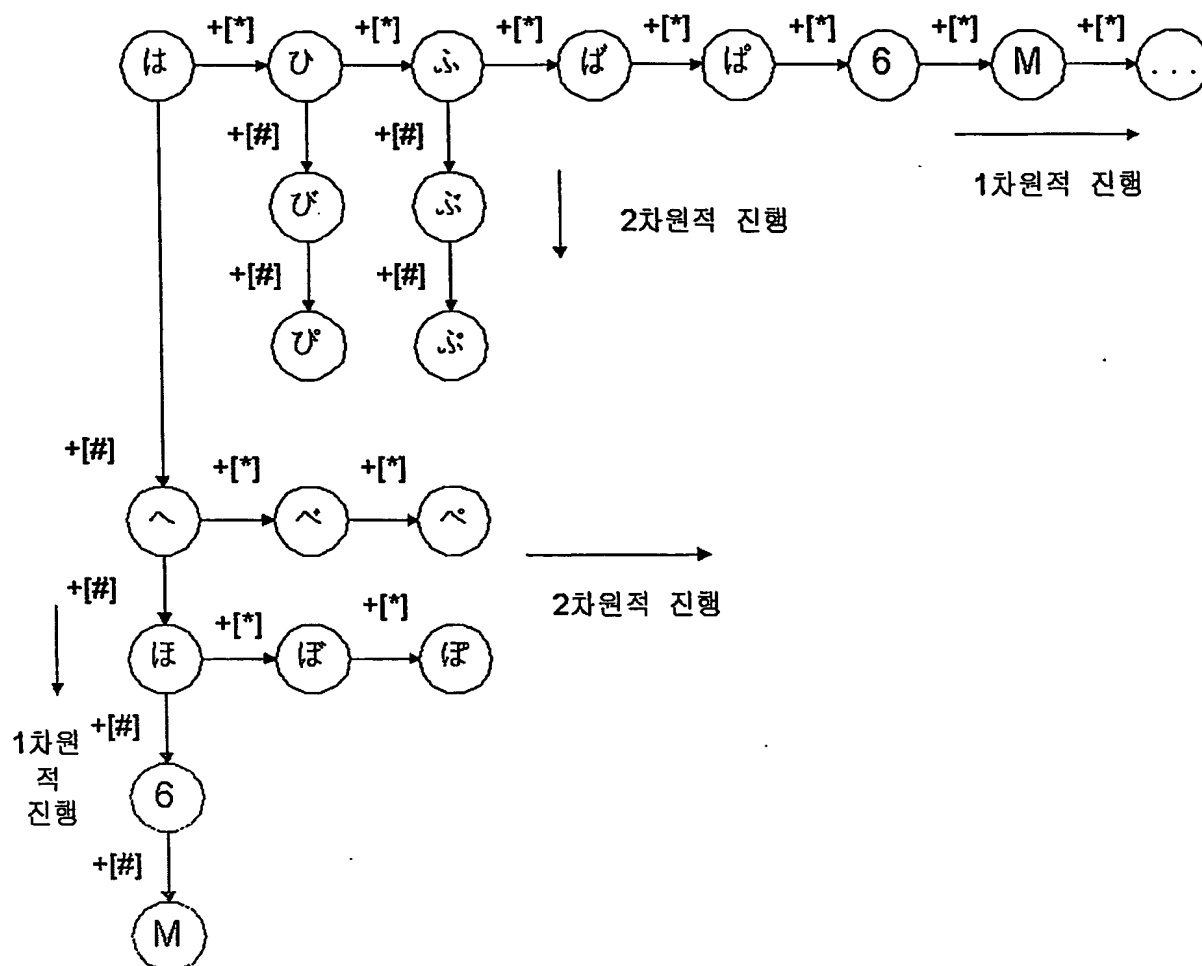 +[*] +[*] +[*] +[*] +[*] +[*] +[*]
は ひ ふ ば ぱ 6 M ...
+[#] +[#]
1차원적 진행
び ぶ
2차원적 진행
+[#] +[#]
ぴ ぷ
+[#]
+[*] +[*]
へ べ ぺ
+[#]
2차원적 진행
+[*] +[*]
ほ ぼ ぽ
+[#]
1차원
적
진행
6
+[#]
M